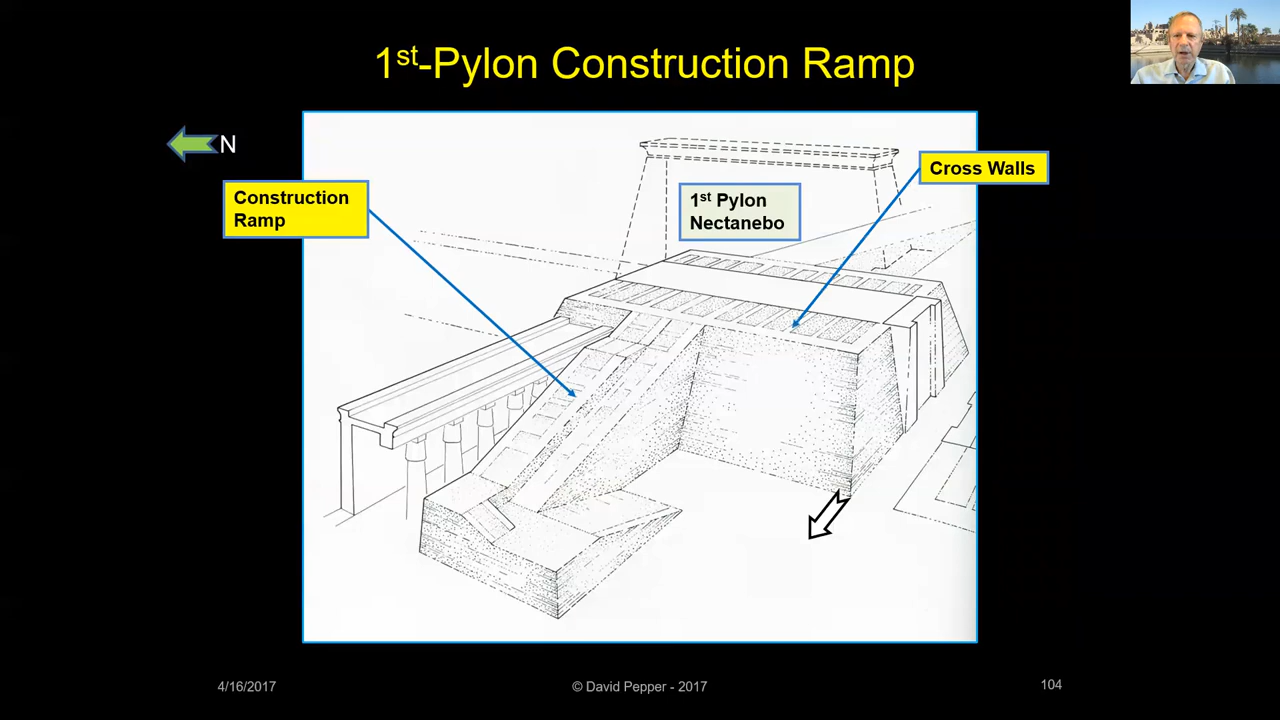 1st-Pylon Construction Ramp
N
Construction
Ramp
1st Pylon
Nectanebo
Cross Walls
4/16/2017
© David Pepper - 2017
104